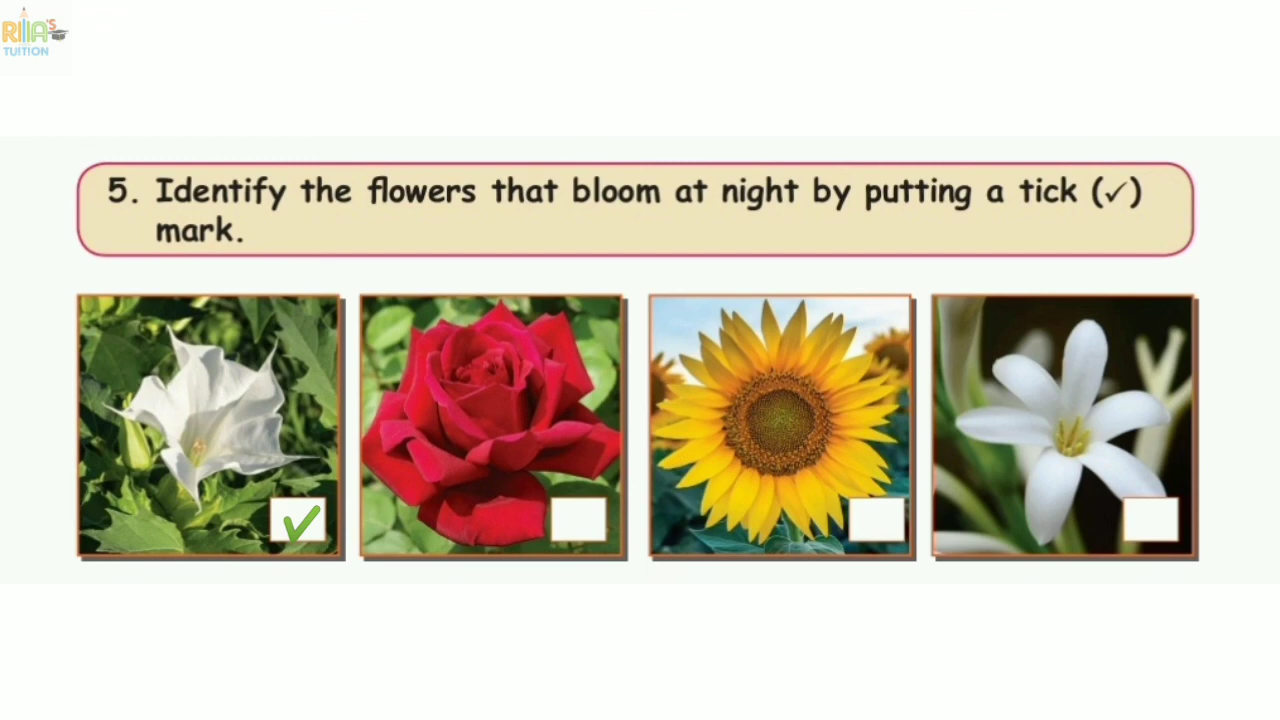 RIIA'S
TUITION
5. Identify the flowers that bloom at night by putting a tick (✓)
mark.